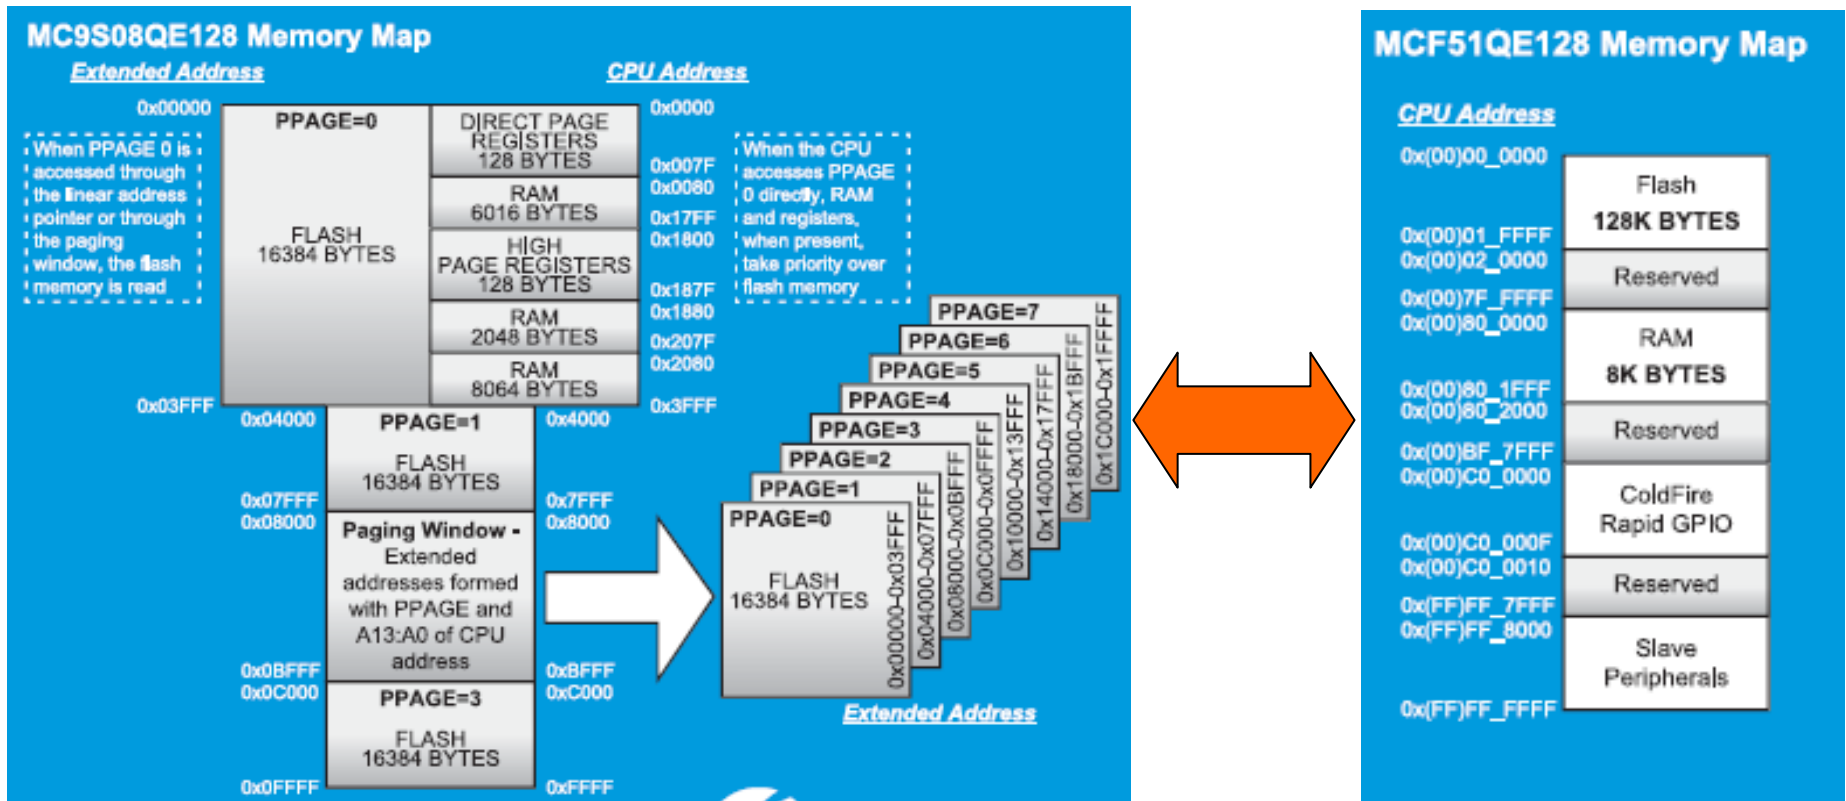 MC9S08QE128 Memory Map
Extended Address
CPU Address
0x00000
PPAGE=0
FLASH
16384 BYTES
0x03FFF
When PPAGE 0 is
accessed through
the linear address
pointer or through
the paging
window, the flash
memory is read
DIRECT PAGE
REGISTERS
128 BYTES
RAM
6016 BYTES
HIGH
PAGE REGISTERS
128 BYTES
RAM
2048 BYTES
RAM
8064 BYTES
0x0000
0x007F
0x0080
0x17FF
0x1800
0x187F
0x1880
0x207F
0x2080
0x3FFF
When the CPU
accesses PPAGE
0 directly, RAM
and registers,
when present,
take priority over
flash memory
0x04000
PPAGE=1
0x4000
FLASH
16384 BYTES
0x07FFF
0x7FFF
0x08000
0x8000
Paging Window -
Extended
addresses formed
with PPAGE and
A13:A0 of CPU
address
0x0BFFF
0xBFFF
0x0C000
0xC000
PPAGE=3
FLASH
16384 BYTES
0x0FFFF
0xFFFF
PPAGE=7
PPAGE=6
PPAGE=5
PPAGE=4
PPAGE=3
PPAGE=2
PPAGE=1
PPAGE=0
FLASH
16384 BYTES
0x00000-0x03FFF
0x04000-0x07FFF
0x08000-0x0BFFF
0x0C000-0x0FFFF
0x10000-0x13FFF
0x14000-0x17FFF
0x18000-0x1BFFF
0x1C000-0x1FFFF
Extended Address
MCF51QE128 Memory Map
CPU Address
0x(00)00_0000
Flash
128K BYTES
0x(00)01_FFFF
0x(00)02_0000
Reserved
0x(00)7F_FFFF
0x(00)80_0000
RAM
8K BYTES
0x(00)80_1FFF
0x(00)80_2000
Reserved
0x(00)BF_7FFF
0x(00)C0_0000
ColdFire
Rapid GPIO
0x(00)C0_000F
0x(00)C0_0010
Reserved
0x(FF)FF_7FFF
0x(FF)FF_8000
Slave
Peripherals
0x(FF)FF_FFFF